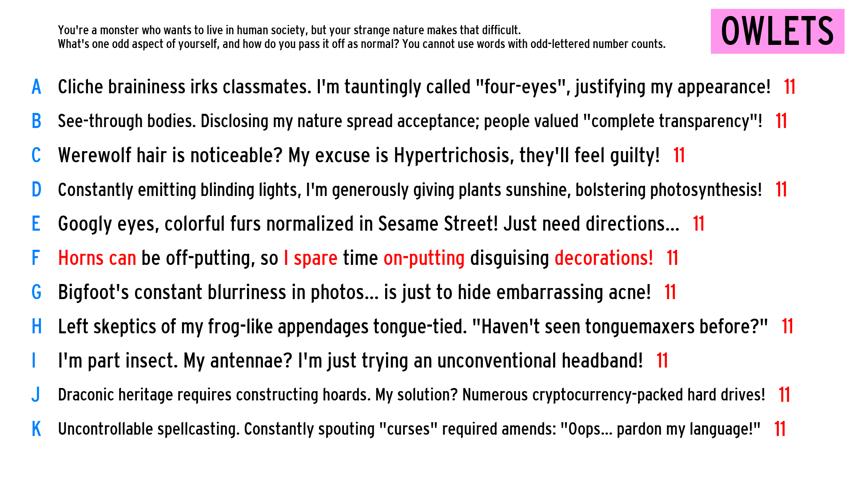 You're a monster who wants to live in human society, but your strange nature makes that difficult.
What's one odd aspect of yourself, and how do you pass it off as normal? You cannot use words with odd-lettered number counts.
OWLETS
A Cliche braininess irks classmates. I'm tauntingly called "four-eyes", justifying my appearance! 11
B See-through bodies. Disclosing my nature spread acceptance; people valued "complete transparency"! 11
C Werewolf hair is noticeable? My excuse is Hypertrichosis, they'll feel guilty! 11
D Constantly emitting blinding lights, I'm generously giving plants sunshine, bolstering photosynthesis! 11
E Googly eyes, colorful furs normalized in Sesame Street! Just need directions... 11
F Horns can be off-putting, so I spare time on-putting disguising decorations! 11
G Bigfoot's constant blurriness in photos... is just to hide embarrassing acne! 11
H Left skeptics of my frog-like appendages tongue-tied. "Haven't seen tonguemaxers before?" 11
I I'm part insect. My antennae? I'm just trying an unconventional headband! 11
J Draconic heritage requires constructing hoards. My solution? Numerous cryptocurrency-packed hard drives! 11
K Uncontrollable spellcasting. Constantly spouting "curses" required amends: "Oops... pardon my language!" 11